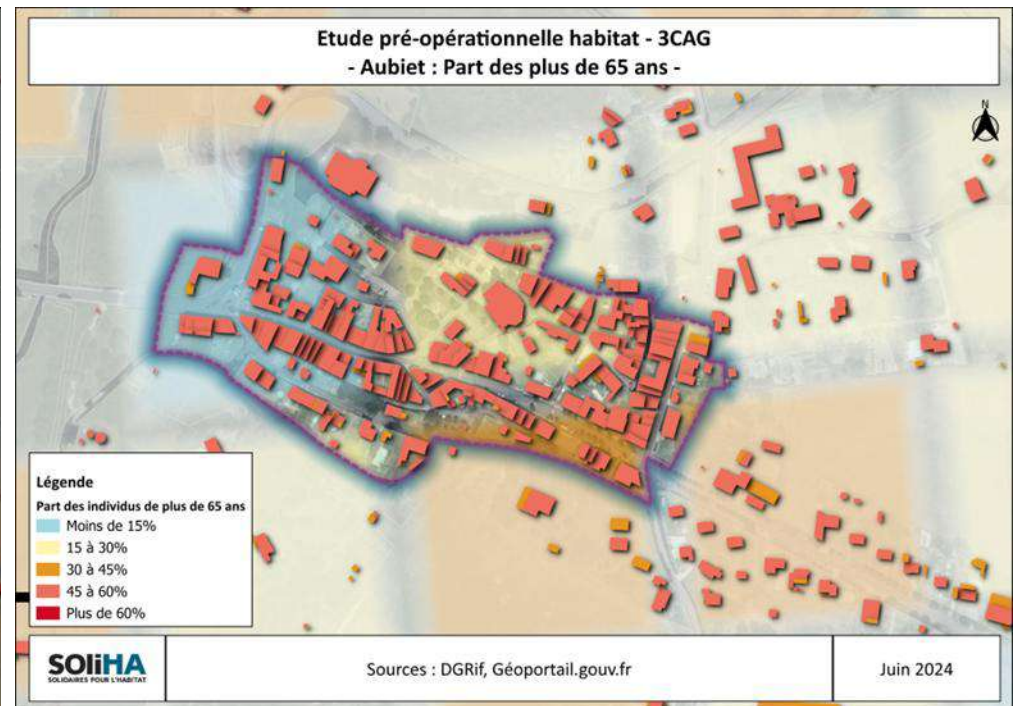 Etude pré-opérationnelle habitat - 3CAG
- Aubiet : Part des plus de 65 ans -
N
Légende
Part des individus de plus de 65 ans
Moins de 15%
15 à 30%
30 à 45%
45 à 60%
Plus de 60%
SOliHA
SOLIDAIRES POUR L'HABITAT
Sources : DGRif, Géoportail.gouv.fr
Juin 2024